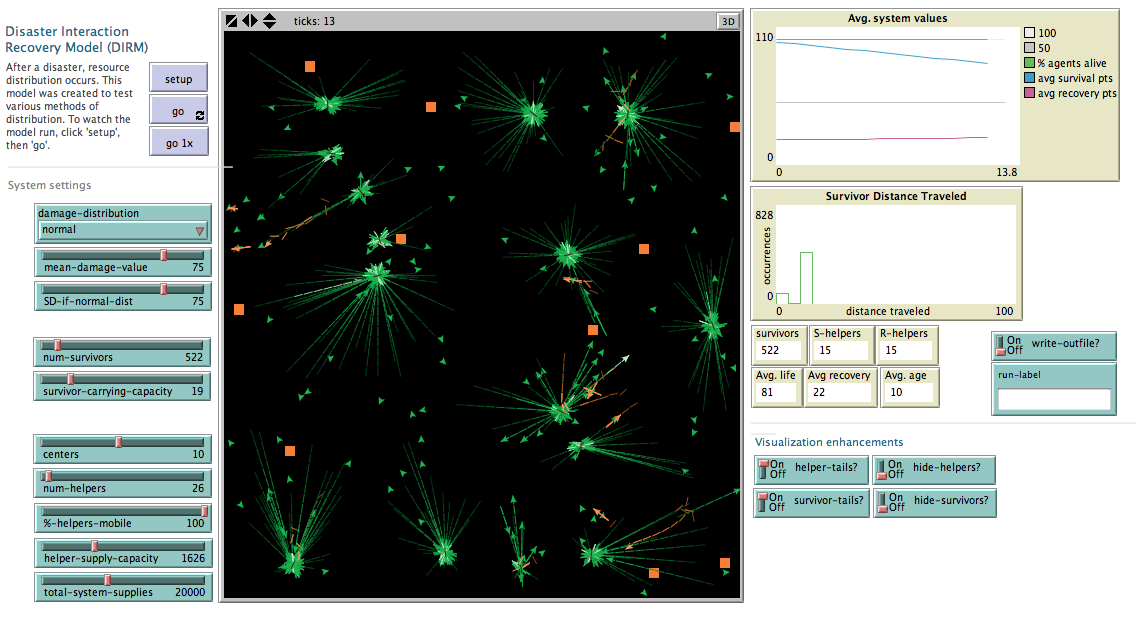 ticks: 13
3D
Disaster Interaction
Recovery Model (DIRM)
After a disaster, resource
distribution occurs. This
model was created to test
various methods of
distribution. To watch the
model run, click 'setup',
then 'go'.
setup
go
go 1x
System settings
damage-distribution
normal
mean-damage-value 75
SD-if-normal-dist 75
num-survivors 522
survivor-carrying-capacity 19
centers 10
num-helpers 26
%-helpers-mobile 100
helper-supply-capacity 1626
total-system-supplies 20000
Avg. system values
110
0
0 13.8
100
50
% agents alive
avg survival pts
avg recovery pts
Survivor Distance Traveled
828
occurrences
0
0 distance traveled 100
survivors S-helpers R-helpers
522 15 15
Avg. life Avg recovery Avg. age
81 22 10
On
Off
write-outfile?
run-label
Visualization enhancements
On
Off
helper-tails?
On
Off
hide-helpers?
On
Off
survivor-tails?
On
Off
hide-survivors?